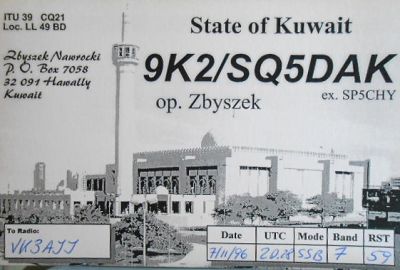 ITU 39 CQ21
Loc. LL 49 BD
State of Kuwait
Zbyszek Nawrocki
P. O. Box 7058
32 091 Hawally
Kuwait
9K2/SQ5DAK
op. Zbyszek
ex. SP5CHY
To Radio:
VK3AJJ
Date UTC Mode Band RST
7/11/96 20.28 SSB 7 59